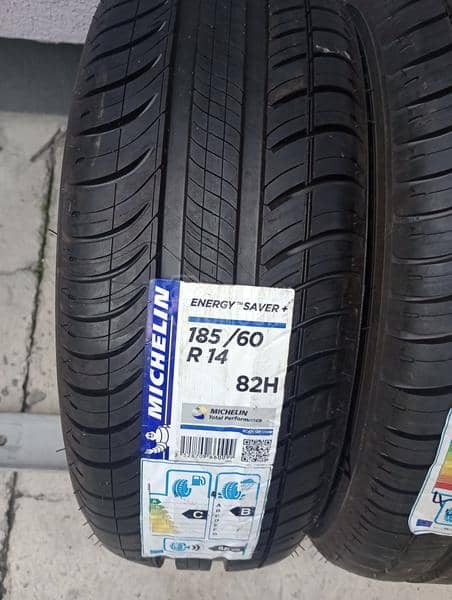 MICHELIN
ENERGY™ SAVER +
185 /60
R 14
82H
MICHELIN
Total Performance
C
B